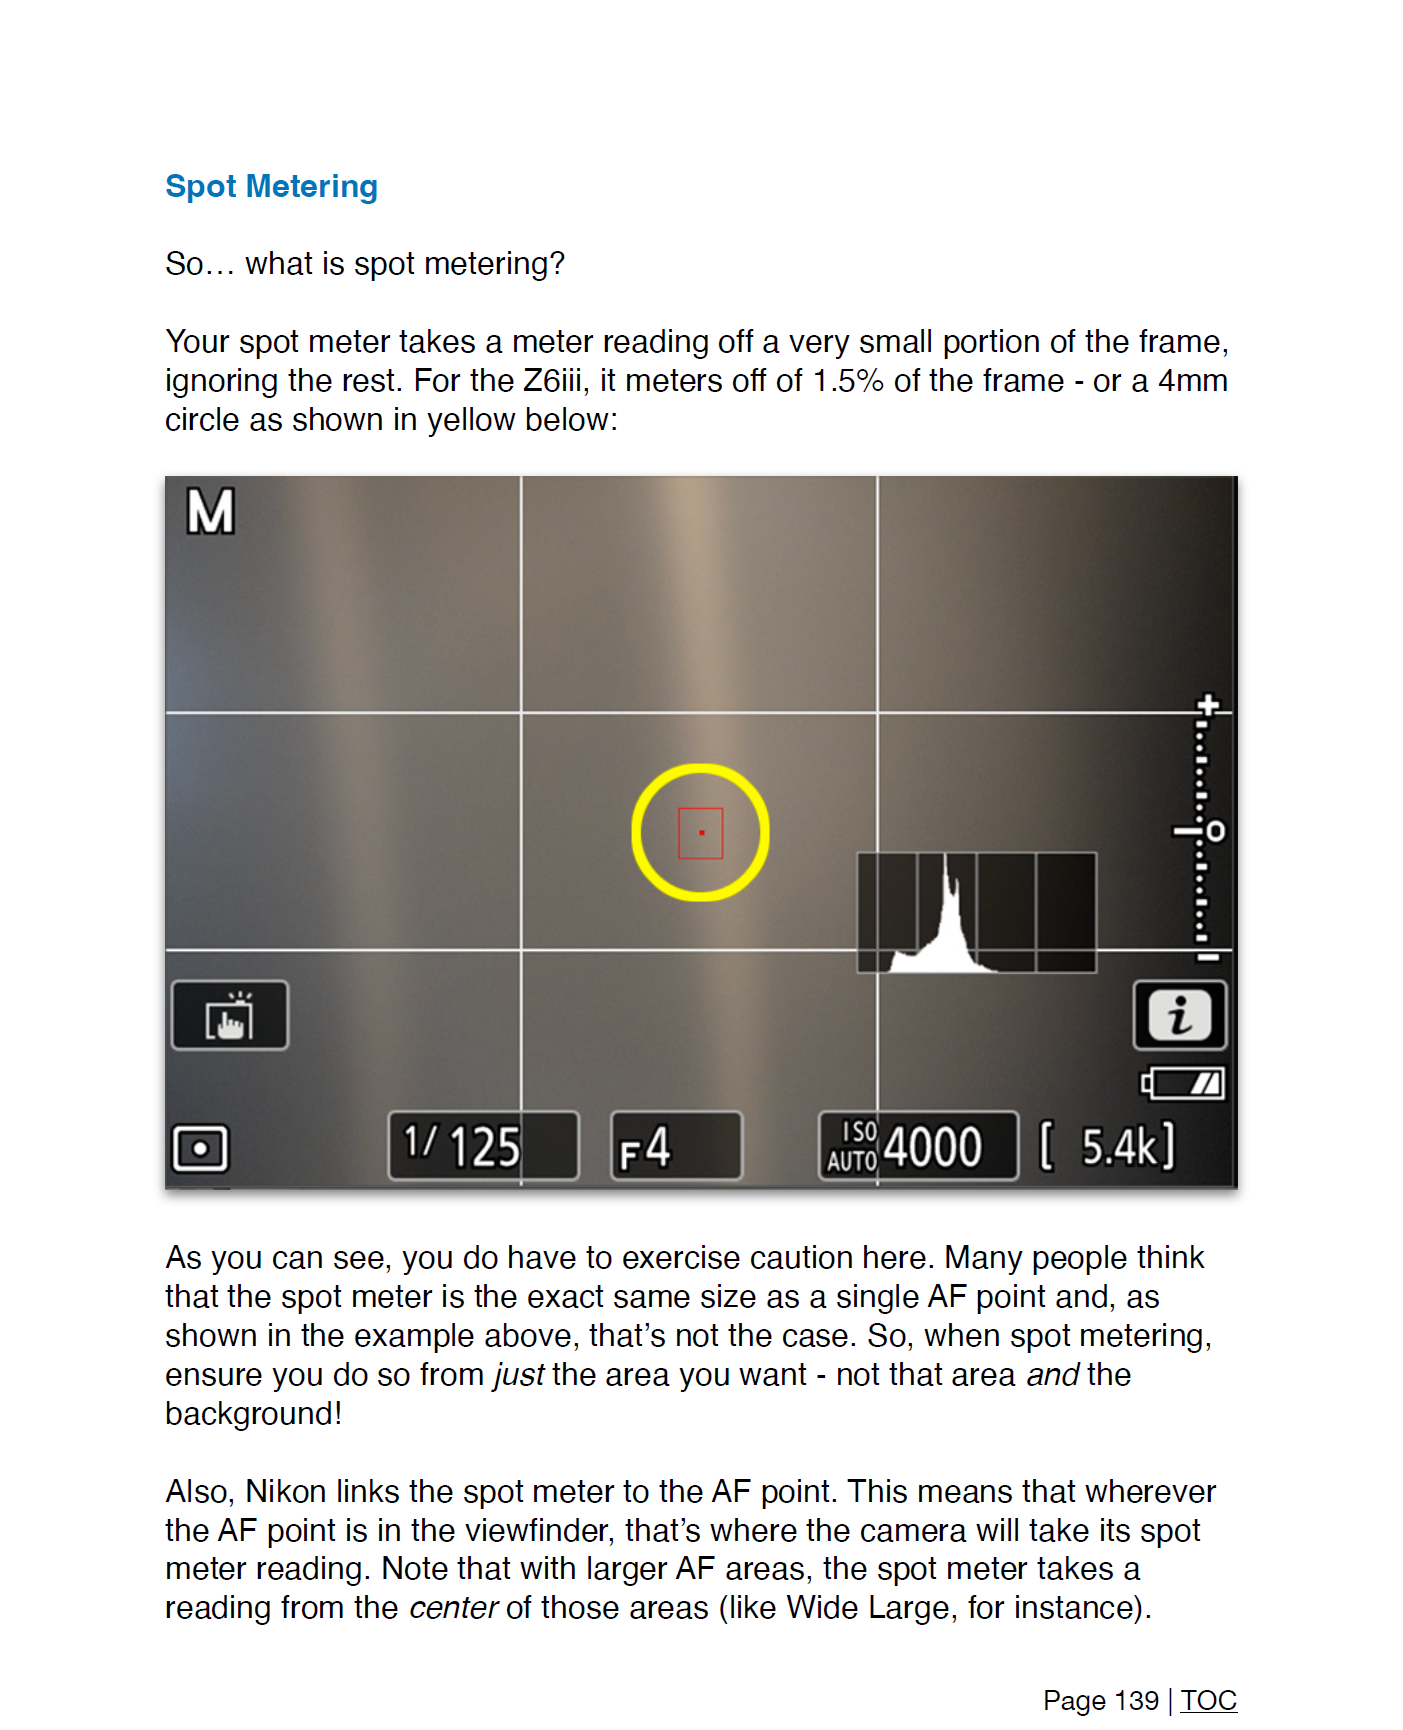 Spot Metering
So… what is spot metering?
Your spot meter takes a meter reading off a very small portion of the frame,
ignoring the rest. For the Z6iii, it meters off of 1.5% of the frame - or a 4mm
circle as shown in yellow below:
M
+
0
-
i
1/125
F4
ISO AUTO 4000
[ 5.4k]
As you can see, you do have to exercise caution here. Many people think
that the spot meter is the exact same size as a single AF point and, as
shown in the example above, that’s not the case. So, when spot metering,
ensure you do so from just the area you want - not that area and the
background!
Also, Nikon links the spot meter to the AF point. This means that wherever
the AF point is in the viewfinder, that’s where the camera will take its spot
meter reading. Note that with larger AF areas, the spot meter takes a
reading from the center of those areas (like Wide Large, for instance).
Page 139 | TOC